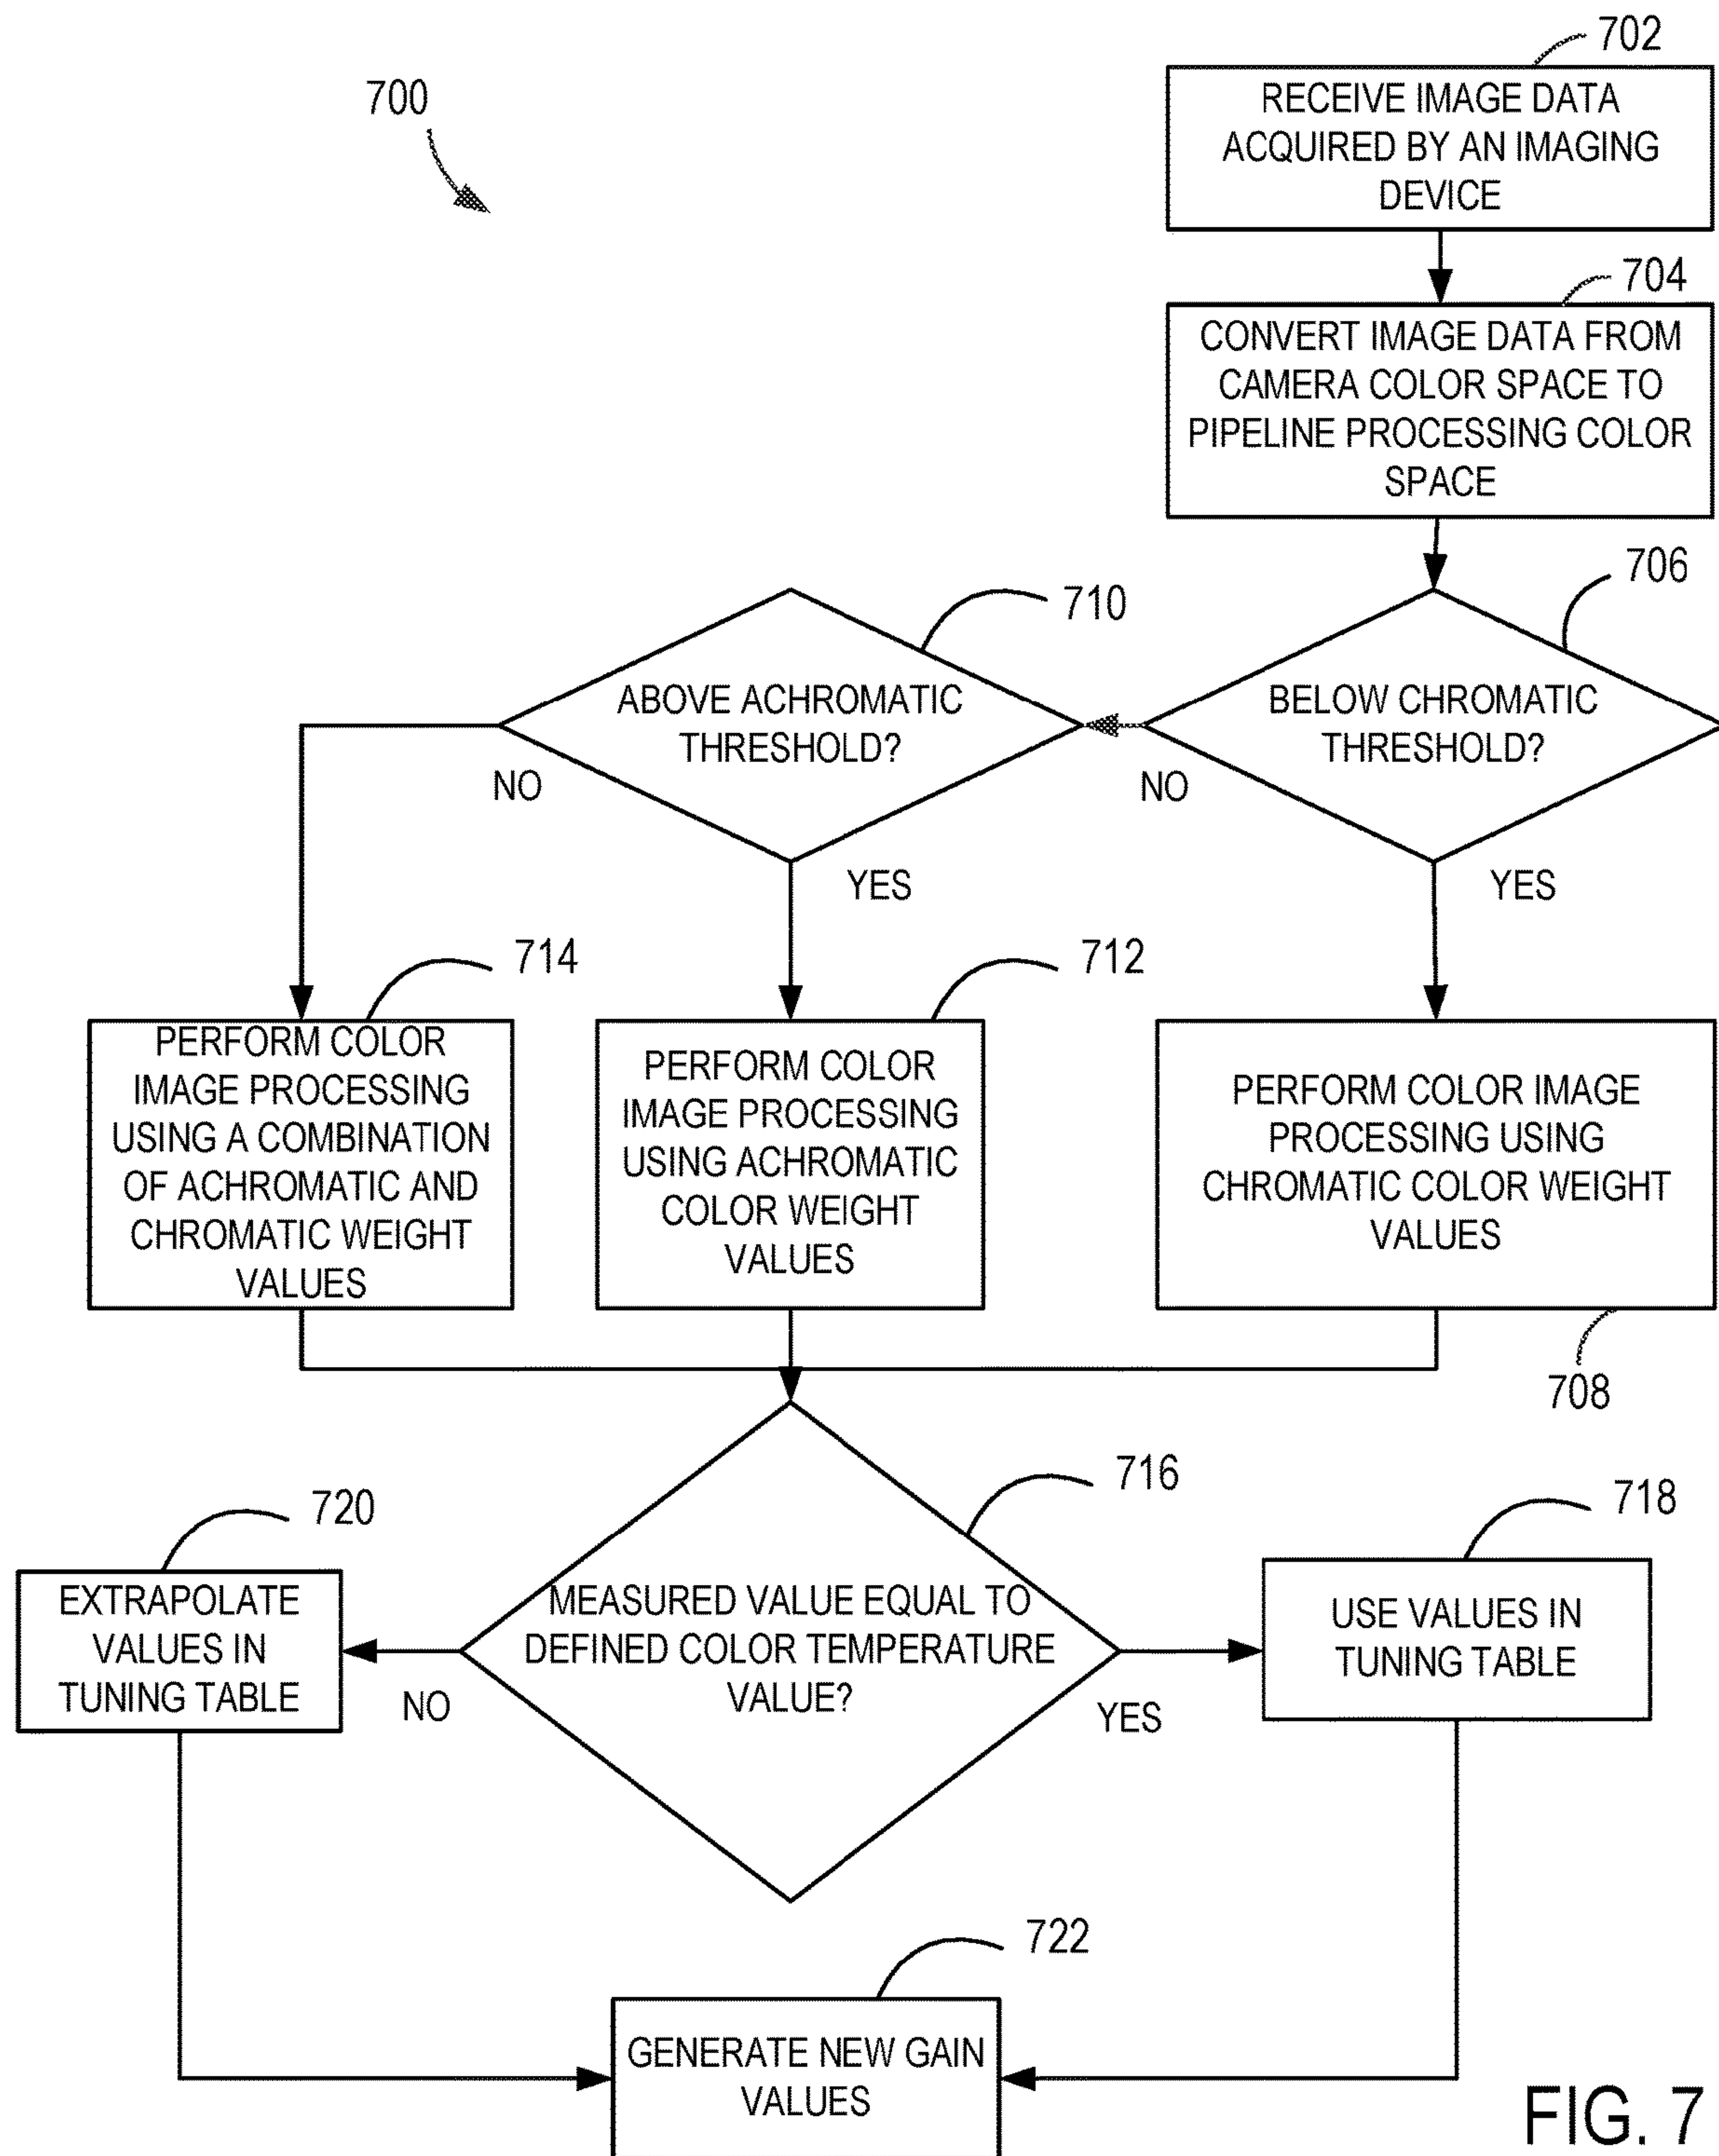 702
700
RECEIVE IMAGE DATA
ACQUIRED BY AN IMAGING
DEVICE
704
CONVERT IMAGE DATA FROM
CAMERA COLOR SPACE TO
PIPELINE PROCESSING COLOR
SPACE
706
710
BELOW CHROMATIC
THRESHOLD?
ABOVE ACHROMATIC
THRESHOLD?
NO
NO
YES
YES
714
712
PERFORM COLOR
IMAGE PROCESSING
USING A COMBINATION
OF ACHROMATIC AND
CHROMATIC WEIGHT
VALUES
PERFORM COLOR
IMAGE PROCESSING
USING ACHROMATIC
COLOR WEIGHT
VALUES
PERFORM COLOR IMAGE
PROCESSING USING
CHROMATIC COLOR WEIGHT
VALUES
708
716
720
718
EXTRAPOLATE
VALUES IN
TUNING TABLE
MEASURED VALUE EQUAL TO
DEFINED COLOR TEMPERATURE
VALUE?
USE VALUES IN
TUNING TABLE
NO
YES
722
GENERATE NEW GAIN
VALUES
FIG. 7